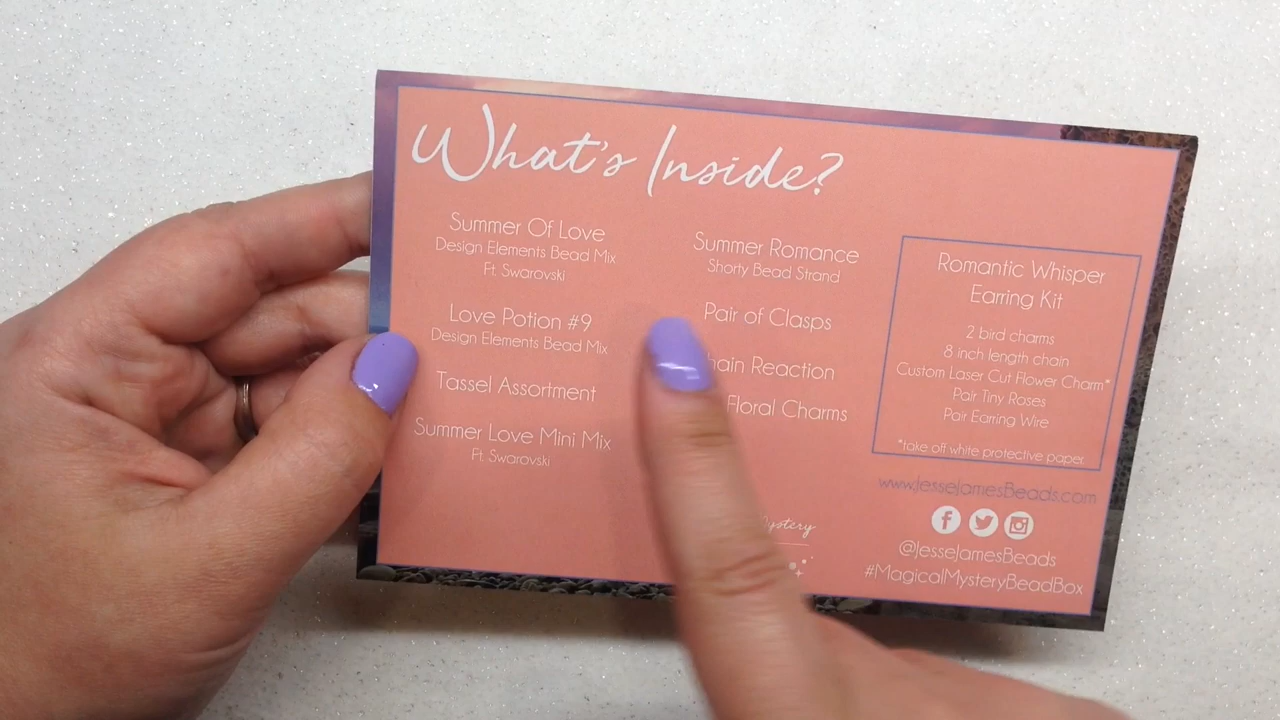 What's Inside?
Summer Of Love
Design Elements Bead Mix
Ft. Swarovski
Love Potion #9
Design Elements Bead Mix
Tassel Assortment
Summer Love Mini Mix
Ft. Swarovski
Summer Romance
Shorty Bead Strand
Pair of Clasps
Reaction
Floral Charms
Mystery
Romantic Whisper
Earring Kit
2 bird charms
8 inch length chain
Custom Laser Cut Flower Charm*
Pair Tiny Roses
Pair Earring Wire
*take off white protective paper.
www.JesseJamesBeads.com
@JesseJamesBeads
#MagicalMysteryBeadBox